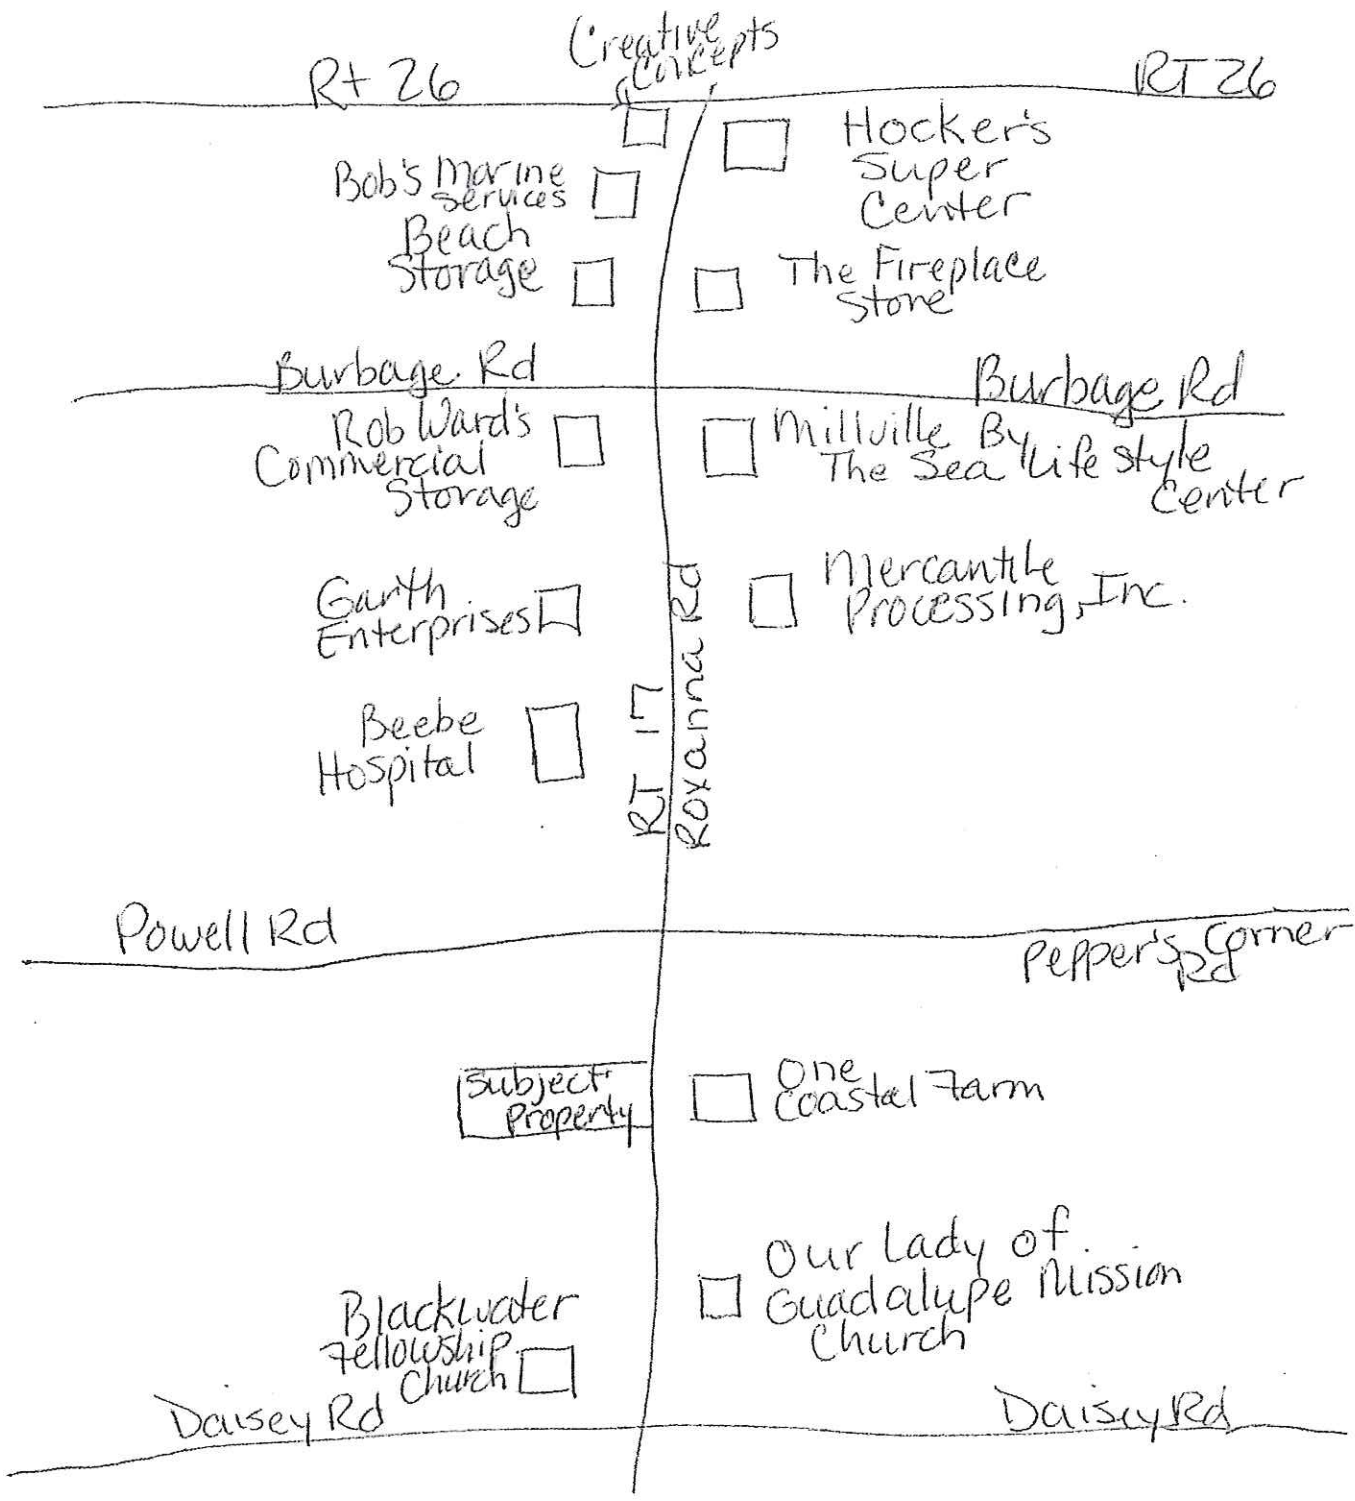 Creative
Concepts
Rt 26
RT 26
Hocker's
Super
Center
Bob's Marine
Services
Beach
Storage
The Fireplace
Store
Burbage Rd
Burbage Rd
Rob Ward's
Commercial
Storage
Millville By
The Sea Life style
Center
Garth
Enterprises
Mercantile
Processing, Inc.
Beebe
Hospital
RT 17
Roxanna Rd
Powell Rd
Pepper's Corner
Rd
Subject
Property
One
Coastal Farm
Our Lady of
Guadalupe Mission
Church
Blackwater
Fellowship
Church
Daisey Rd
Daisey Rd